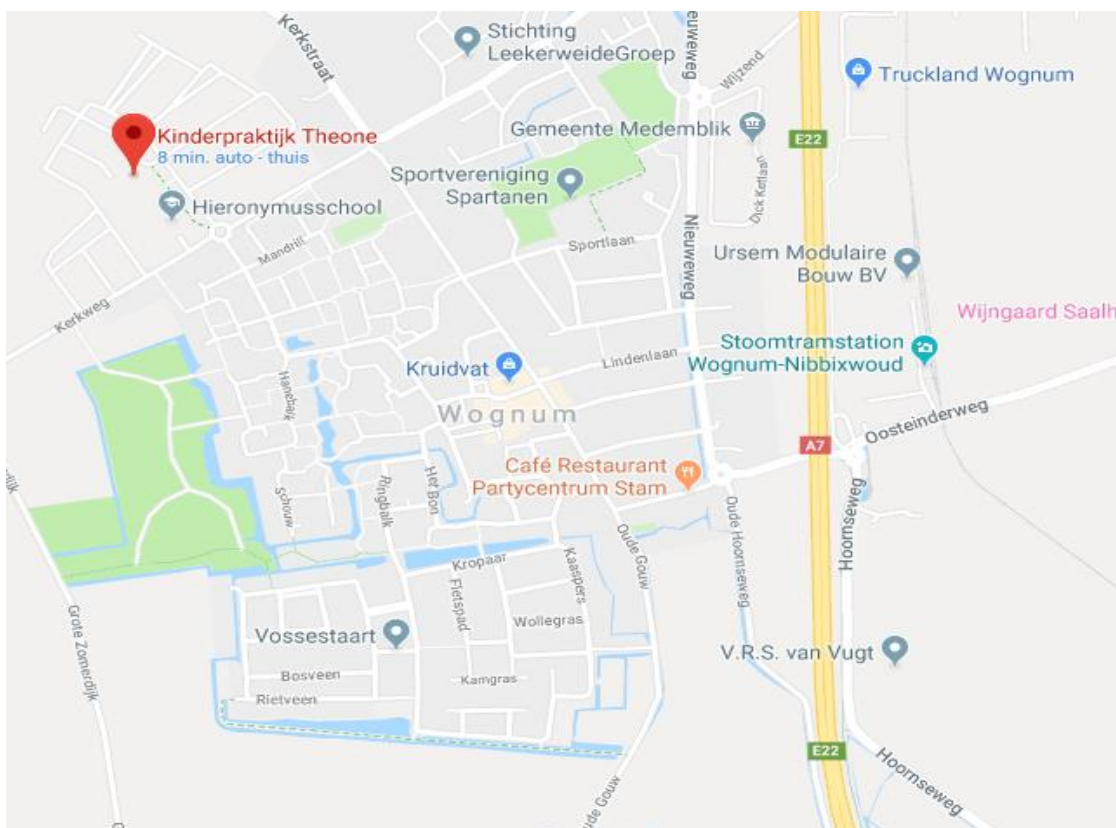 Kerkstraat
Stichting
LeekerweideGroep
Nieuweweg
Wijzend
Truckland Wognum
Kinderpraktijk Theone
8 min. auto - thuis
Gemeente Medemblik
E22
Sportvereniging
Spartanen
Dick Ketlaan
Hieronymusschool
Mandrill
Sportlaan
Nieuweweg
Ursem Modulaire
Bouw BV
Kerkweg
Wijngaard Saalh
Stoomtramstation
Wognum-Nibbixwoud
Lindenlaan
Kruidvat
Hanebalk
Wognum
Oosteinderweg
A7
Café Restaurant
Partycentrum Stam
Schouw
Ringbalk
Het Bon
Oude Hoornseweg
Hoornseweg
Oude Gouw
Kropaar
Kaaspers
Fietspad
Grote Zomerdijk
Wollegras
Vossestaart
V.R.S. van Vugt
Bosveen
Kamgras
Rietveen
E22
Hoornseweg
ude Gouw